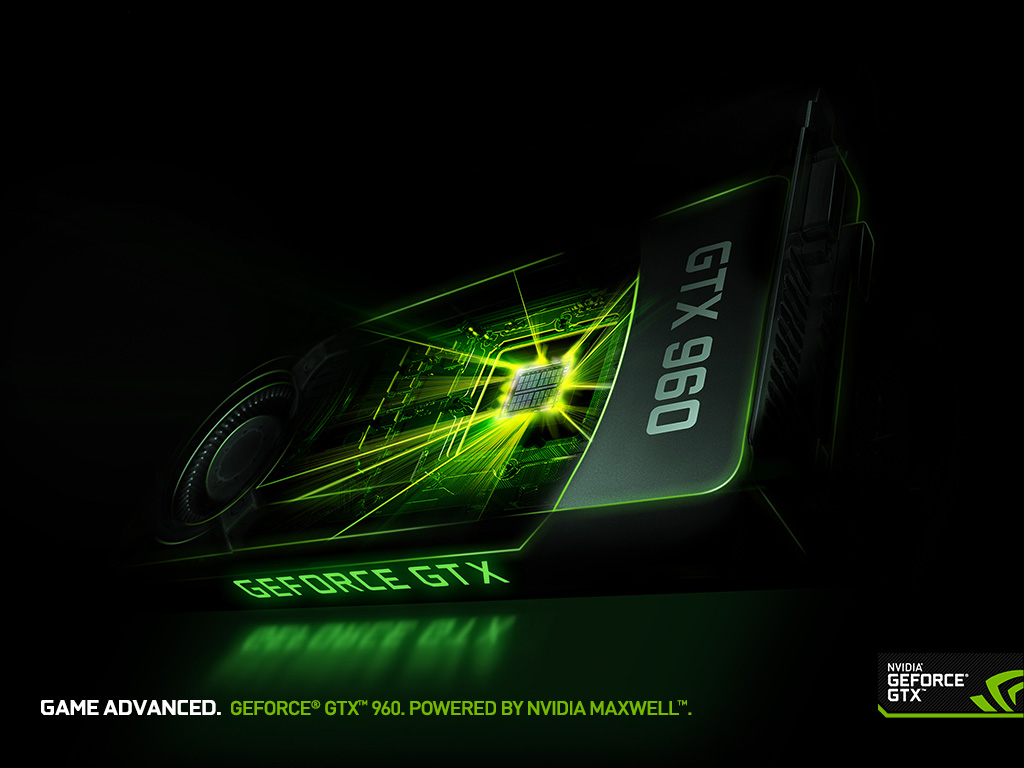 GTX 960
GEFORCE GTX
GAME ADVANCED. GEFORCE® GTX™ 960. POWERED BY NVIDIA MAXWELL™.
NVIDIA®
GEFORCE®
GTX™